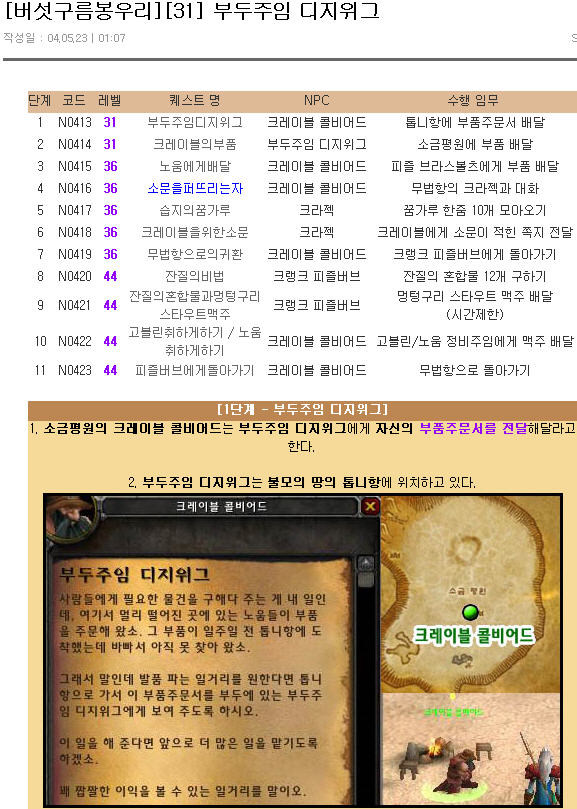 [버섯구름봉우리][31] 부두주임 디지위그
작성일 : 04.05.23 | 01:07
S
단계 코드 레벨 퀘스트 명 NPC 수행 임무
1 N0413 31 부두주임디지위그 크레이블 콜비어드 톱니항에 부품주문서 배달
2 N0414 31 크레이블의부품 부두주임 디지위그 소금평원에 부품 배달
3 N0415 36 노움에게배달 크레이블 콜비어드 피즐 브라스볼츠에게 부품 배달
4 N0416 36 소문을퍼뜨리는자 크레이블 콜비어드 무법항의 크라젝과 대화
5 N0417 36 습지의꿈가루 크라젝 꿈가루 한줌 10개 모아오기
6 N0418 36 크레이블을위한소문 크라젝 크레이블에게 소문이 적힌 쪽지 전달
7 N0419 36 무법항으로의귀환 크레이블 콜비어드 크랭크 피즐버브에게 돌아가기
8 N0420 44 잔질의비법 크랭크 피즐버브 잔질의 혼합물 12개 구하기
9 N0421 44 잔질의혼합물과멍텅구리 스타우트맥주 크랭크 피즐버브 멍텅구리 스타우트 맥주 배달 (시간제한)
10 N0422 44 고블린취하게하기 / 노움 취하게하기 크레이블 콜비어드 고블린/노움 정비주임에게 맥주 배달
11 N0423 44 피즐버브에게돌아가기 크레이블 콜비어드 무법항으로 돌아가기
[1단계 - 부두주임 디지위그]
1. 소금평원의 크레이블 콜비어드는 부두주임 디지위그에게 자신의 부품주문서를 전달해달라고
한다.
2. 부두주임 디지위그는 불모의 땅의 톱니항에 위치하고 있다.
크레이블 콜비어드
부두주임 디지위그
사람들에게 필요한 물건을 구해다 주는 게 내 일인
데, 여기서 멀리 떨어진 곳에 있는 노움들이 부품
을 주문해 왔소. 그 부품이 일주일 전 톱니항에 도
착했는데 바빠서 아직 못 찾아 왔소.
그래서 말인데 발품 파는 일거리를 원한다면 톱니
항으로 가서 이 부품주문서를 부두에 있는 부두주
임 디지위그에게 보여 주도록 하시오.
이 일을 해 준다면 앞으로 더 많은 일을 맡기도록
하겠소.
꽤 짭짤한 이익을 볼 수 있는 일거리를 말이오.
소금 평원
크레이블 콜비어드
크레이블 콜비어드